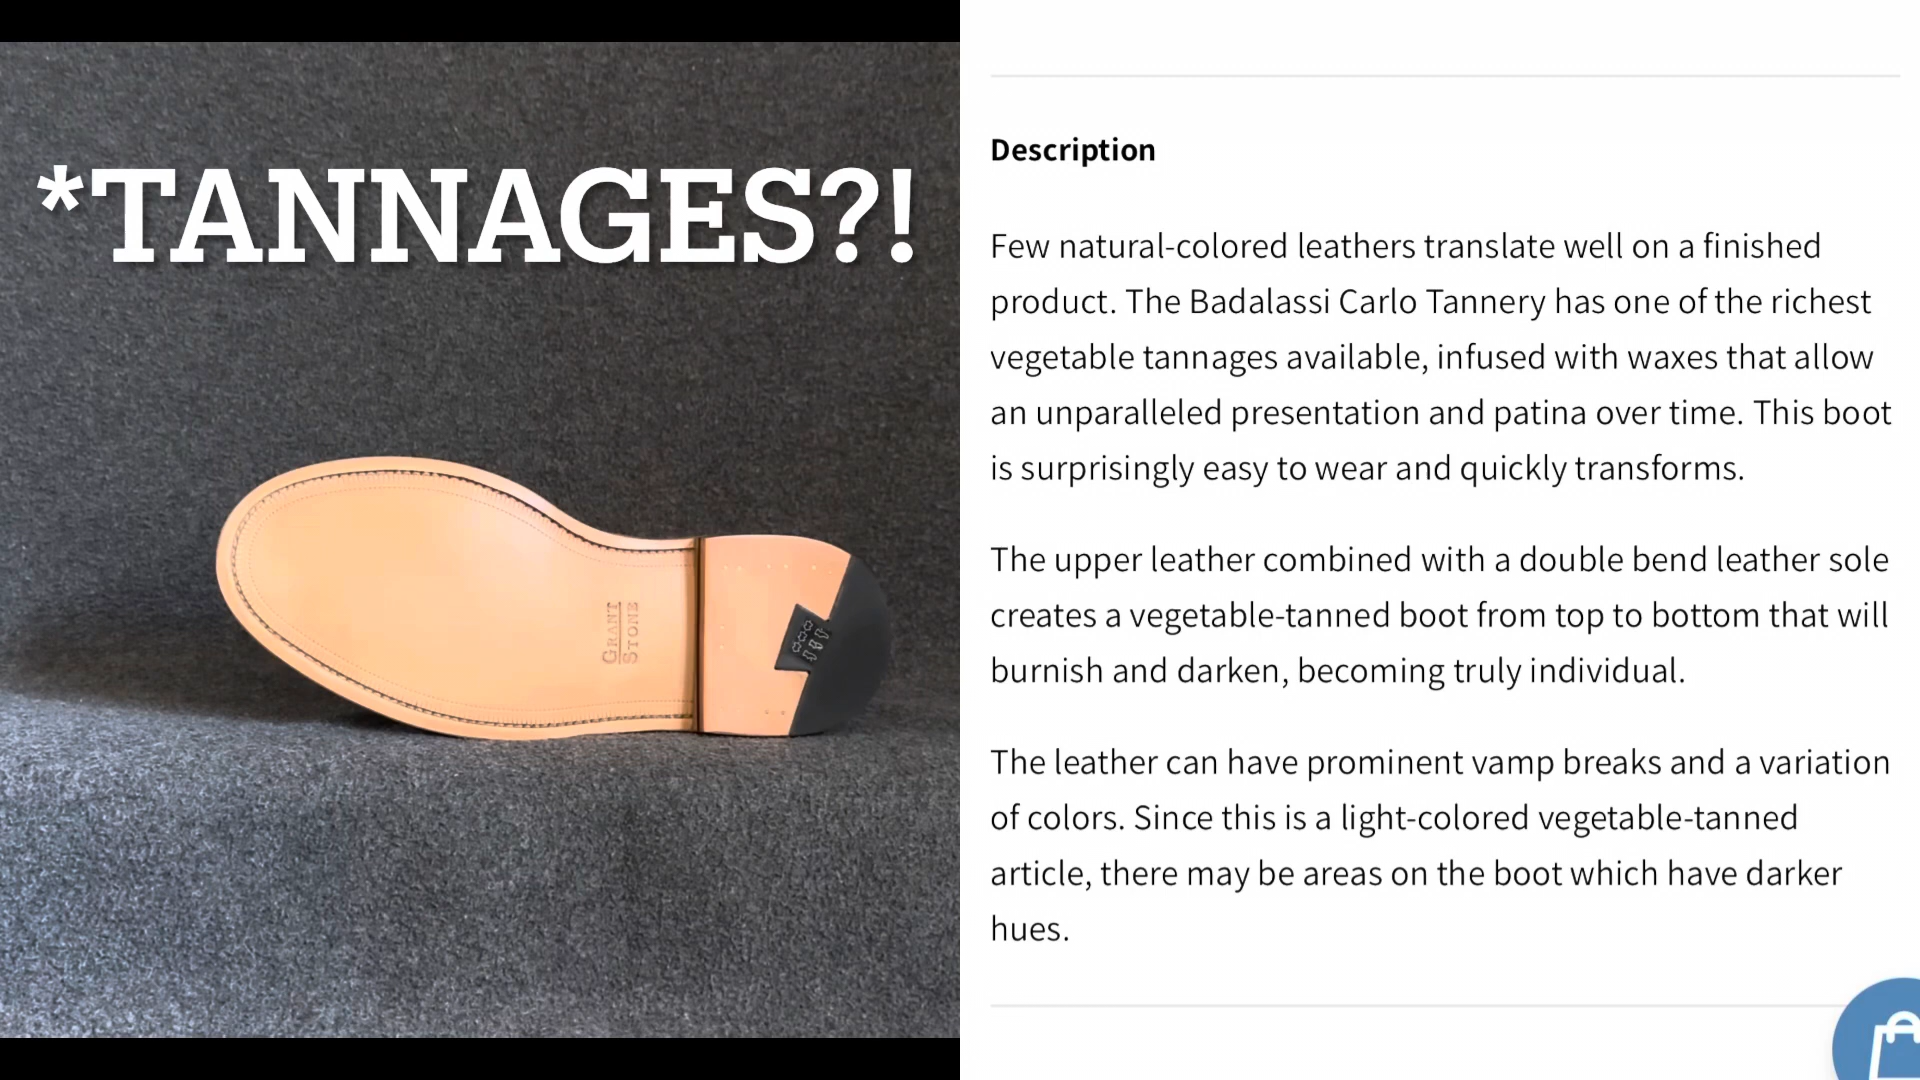 *TANNAGES?!
GRANT
STONE
Description
Few natural-colored leathers translate well on a finished
product. The Badalassi Carlo Tannery has one of the richest
vegetable tannages available, infused with waxes that allow
an unparalleled presentation and patina over time. This boot
is surprisingly easy to wear and quickly transforms.
The upper leather combined with a double bend leather sole
creates a vegetable-tanned boot from top to bottom that will
burnish and darken, becoming truly individual.
The leather can have prominent vamp breaks and a variation
of colors. Since this is a light-colored vegetable-tanned
article, there may be areas on the boot which have darker
hues.